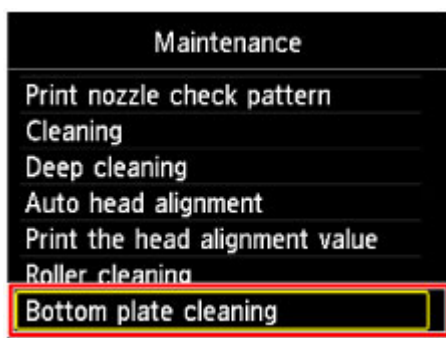 Maintenance
Print nozzle check pattern
Cleaning
Deep cleaning
Auto head alignment
Print the head alignment value
Roller cleaning
Bottom plate cleaning